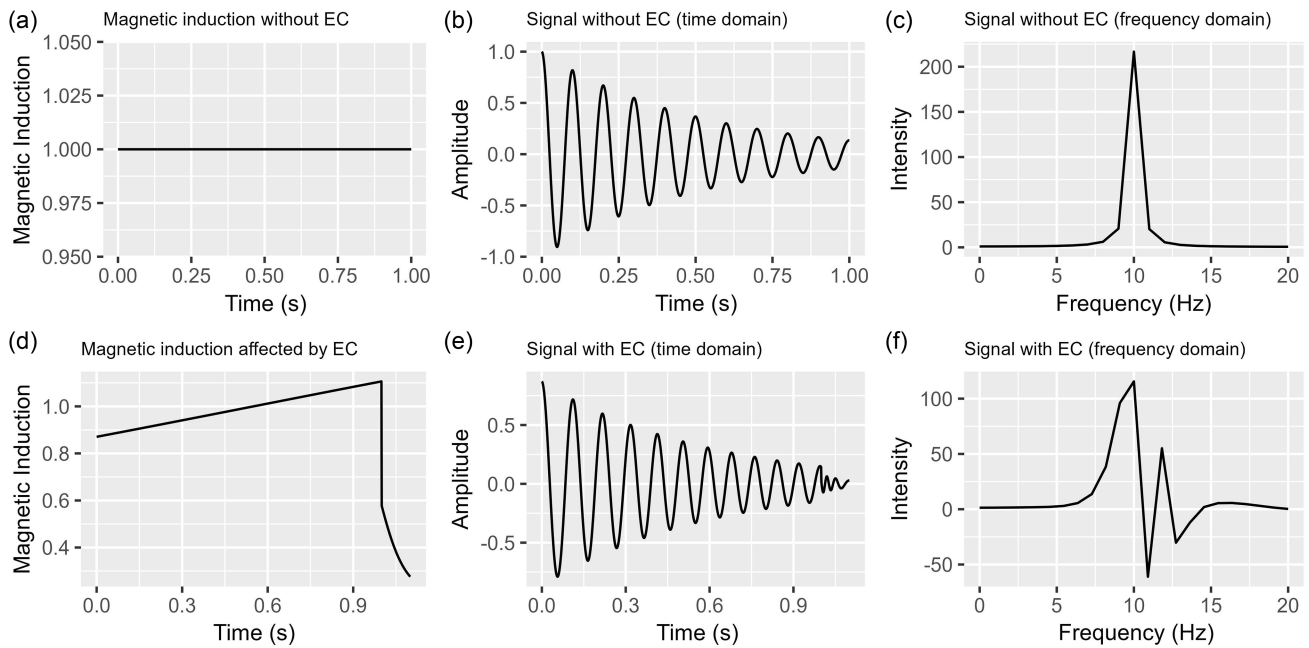 (a) Magnetic induction without EC
Magnetic Induction
1.050
1.025
1.000
0.975
0.950
0.00 0.25 0.50 0.75 1.00
Time (s)
(b) Signal without EC (time domain)
Amplitude
1.0
0.5
0.0
-0.5
-1.0
0.00 0.25 0.50 0.75 1.00
Time (s)
(c) Signal without EC (frequency domain)
Intensity
200
150
100
50
0
0 5 10 15 20
Frequency (Hz)
(d) Magnetic induction affected by EC
Magnetic Induction
1.0
0.8
0.6
0.4
0.0 0.3 0.6 0.9
Time (s)
(e) Signal with EC (time domain)
Amplitude
0.5
0.0
-0.5
0.0 0.3 0.6 0.9
Time (s)
(f) Signal with EC (frequency domain)
Intensity
100
50
0
-50
0 5 10 15 20
Frequency (Hz)